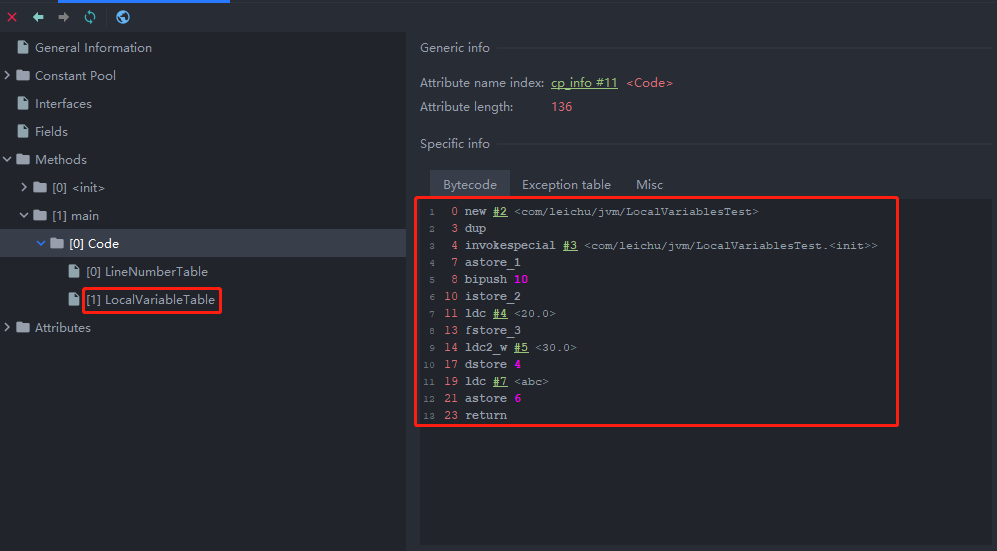 General Information
Constant Pool
Interfaces
Fields
Methods
[0] <init>
[1] main
[0] Code
[0] LineNumberTable
[1] LocalVariableTable
Attributes
Generic info
Attribute name index: cp_info #11 <Code>
Attribute length: 136
Specific info
Bytecode Exception table Misc
1 0 new #2 <com/leichu/jvm/LocalVariablesTest>
2 3 dup
3 4 invokespecial #3 <com/leichu/jvm/LocalVariablesTest.<init>>
4 7 astore_1
5 8 bipush 10
6 10 istore_2
7 11 ldc #4 <20.0>
8 13 fstore_3
9 14 ldc2_w #5 <30.0>
10 17 dstore 4
11 19 ldc #7 <abc>
12 21 astore 6
13 23 return